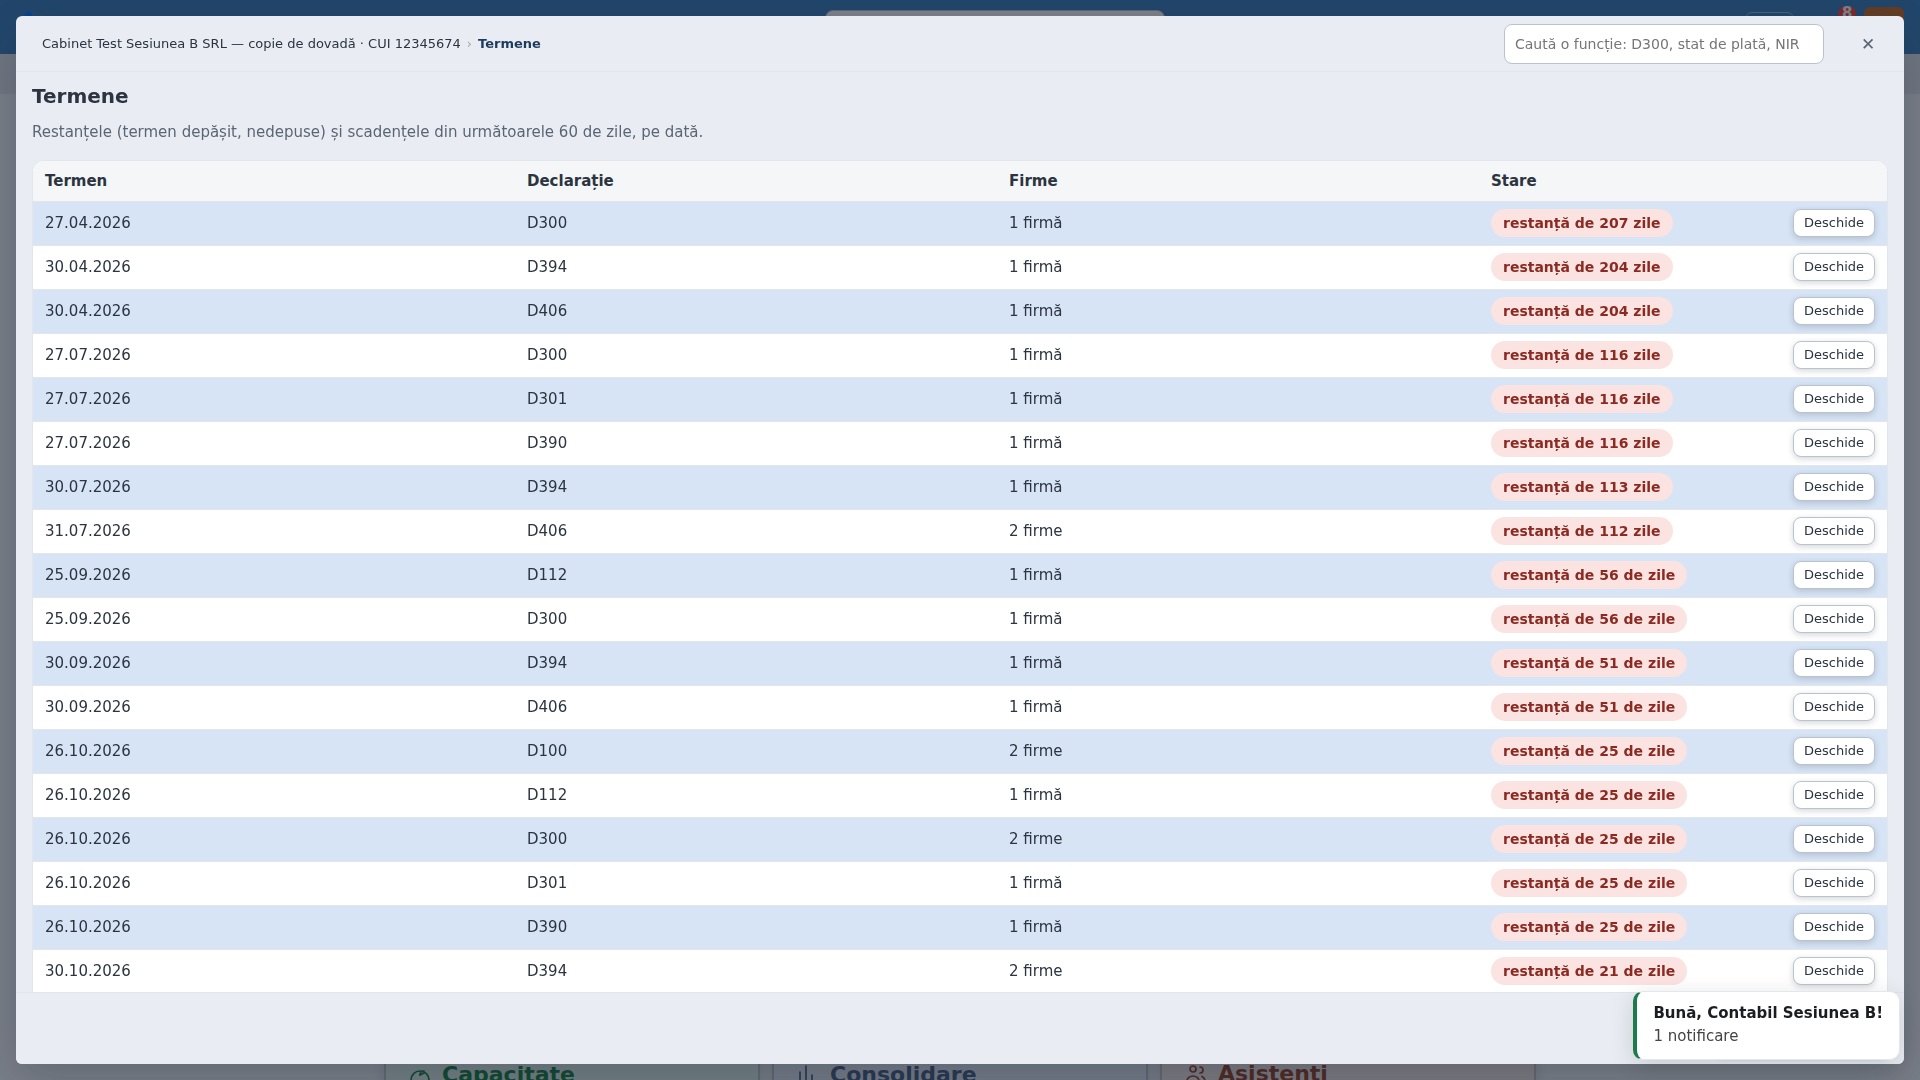 8
Cabinet Test Sesiunea B SRL — copie de dovadă · CUI 12345674 › Termene
Caută o funcție: D300, stat de plată, NIR
×
Termene
Restanțele (termen depășit, nedepuse) și scadențele din următoarele 60 de zile, pe dată.
Termen Declarație Firme Stare
27.04.2026 D300 1 firmă restanță de 207 zile Deschide
30.04.2026 D394 1 firmă restanță de 204 zile Deschide
30.04.2026 D406 1 firmă restanță de 204 zile Deschide
27.07.2026 D300 1 firmă restanță de 116 zile Deschide
27.07.2026 D301 1 firmă restanță de 116 zile Deschide
27.07.2026 D390 1 firmă restanță de 116 zile Deschide
30.07.2026 D394 1 firmă restanță de 113 zile Deschide
31.07.2026 D406 2 firme restanță de 112 zile Deschide
25.09.2026 D112 1 firmă restanță de 56 de zile Deschide
25.09.2026 D300 1 firmă restanță de 56 de zile Deschide
30.09.2026 D394 1 firmă restanță de 51 de zile Deschide
30.09.2026 D406 1 firmă restanță de 51 de zile Deschide
26.10.2026 D100 2 firme restanță de 25 de zile Deschide
26.10.2026 D112 1 firmă restanță de 25 de zile Deschide
26.10.2026 D300 2 firme restanță de 25 de zile Deschide
26.10.2026 D301 1 firmă restanță de 25 de zile Deschide
26.10.2026 D390 1 firmă restanță de 25 de zile Deschide
30.10.2026 D394 2 firme restanță de 21 de zile Deschide
Bună, Contabil Sesiunea B!
1 notificare
Capacitate Consolidare Asistenți